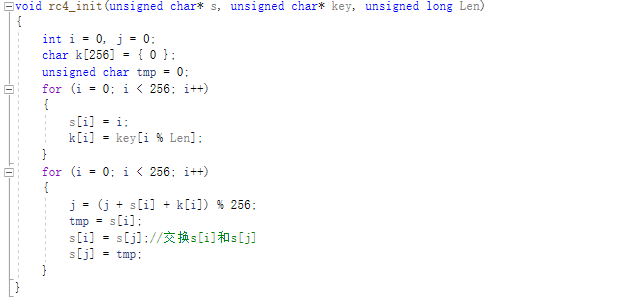 void rc4_init(unsigned char* s, unsigned char* key, unsigned long Len)
{
    int i = 0, j = 0;
    char k[256] = { 0 };
    unsigned char tmp = 0;
    for (i = 0; i < 256; i++)
    {
        s[i] = i;
        k[i] = key[i % Len];
    }
    for (i = 0; i < 256; i++)
    {
        j = (j + s[i] + k[i]) % 256;
        tmp = s[i];
        s[i] = s[j];//交换s[i]和s[j]
        s[j] = tmp;
    }
}